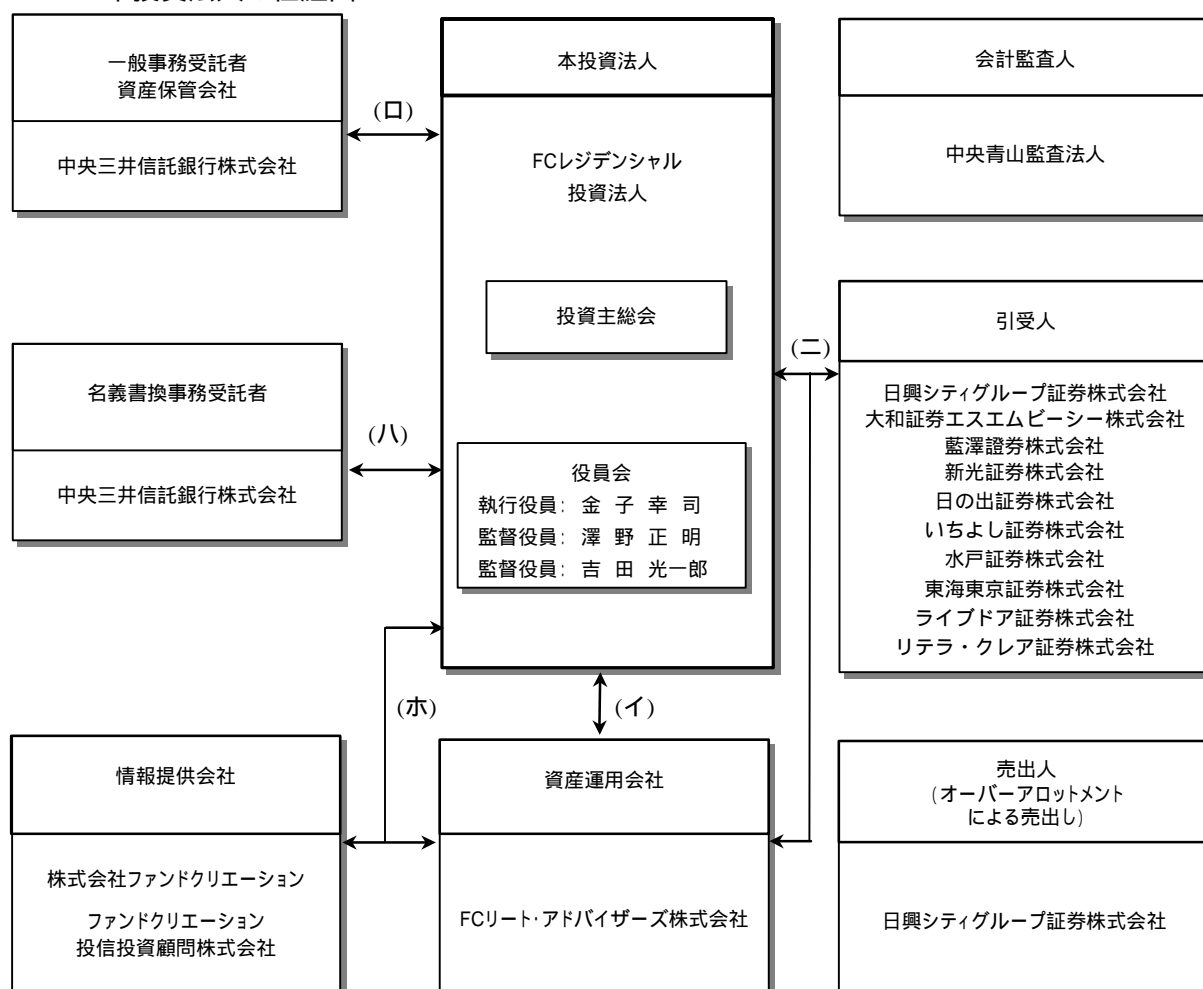 一般事務受託者
資産保管会社
中央三井信託銀行株式会社
(ロ)
本投資法人
FCレジデンシャル
投資法人
投資主総会
役員会
執行役員: 金 子 幸 司
監督役員: 澤 野 正 明
監督役員: 吉 田 光一郎
会計監査人
中央青山監査法人
名義書換事務受託者
中央三井信託銀行株式会社
(ハ)
(ニ)
引受人
日興シティグループ証券株式会社
大和証券エスエムビーシー株式会社
藍澤證券株式会社
新光証券株式会社
日の出証券株式会社
いちよし証券株式会社
水戸証券株式会社
東海東京証券株式会社
ライブドア証券株式会社
リテラ・クレア証券株式会社
(ホ)
(イ)
情報提供会社
株式会社ファンドクリエーション
ファンドクリエーション
投信投資顧問株式会社
資産運用会社
FCリート・アドバイザーズ株式会社
売出人
(オーバーアロットメント
による売出し)
日興シティグループ証券株式会社